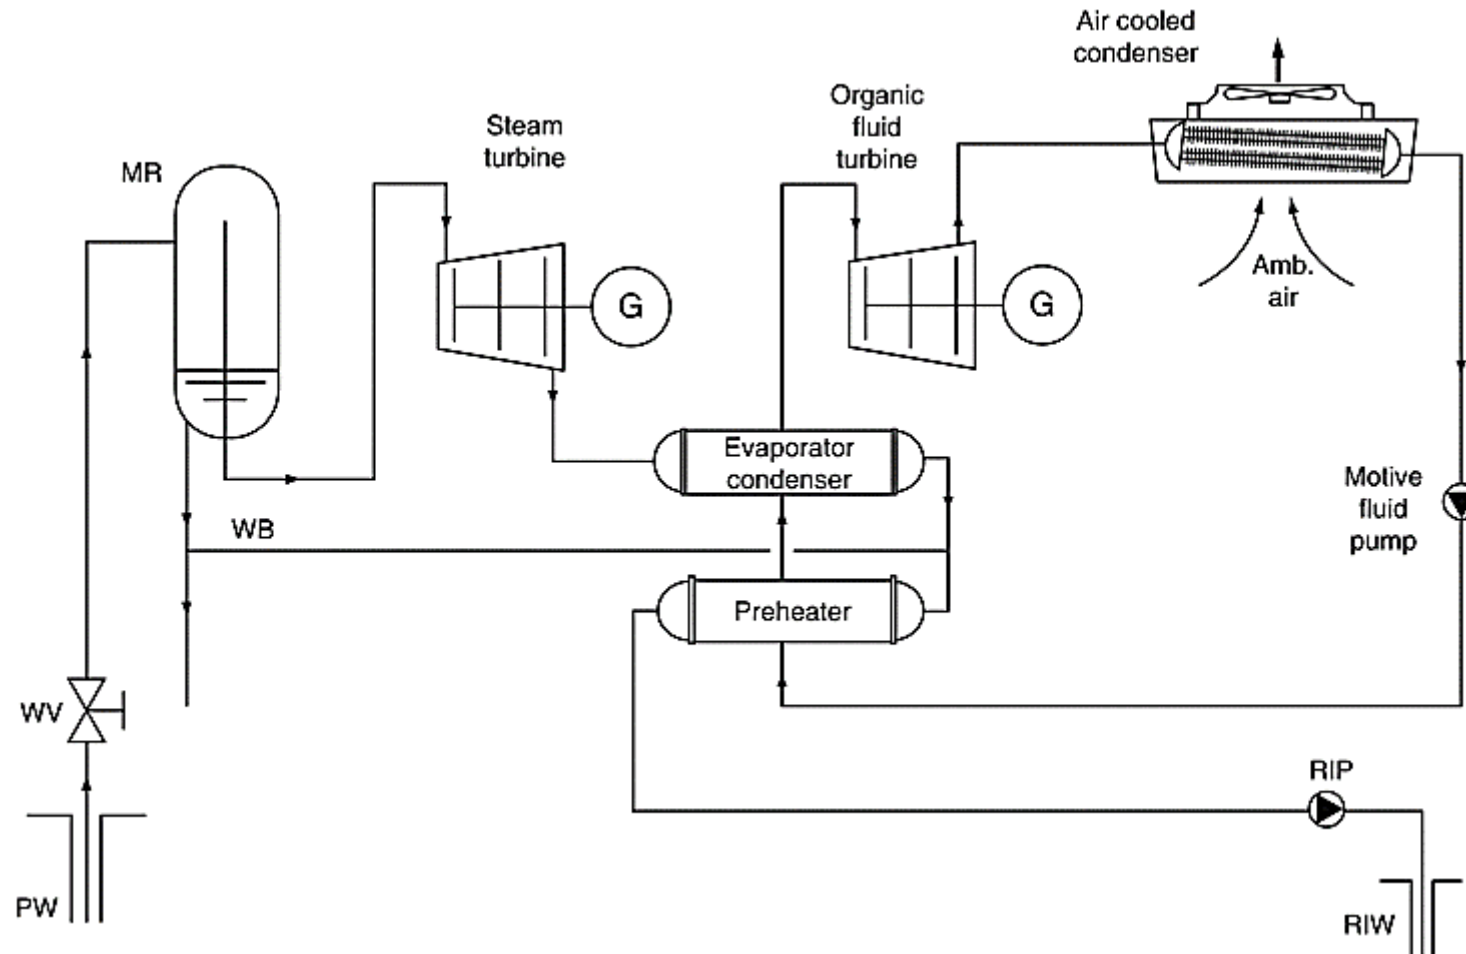 Air cooled
condenser
Organic
fluid
turbine
Steam
turbine
MR
G
G
Amb.
air
Evaporator
condenser
Motive
fluid
pump
WB
Preheater
WV
RIP
PW
RIW